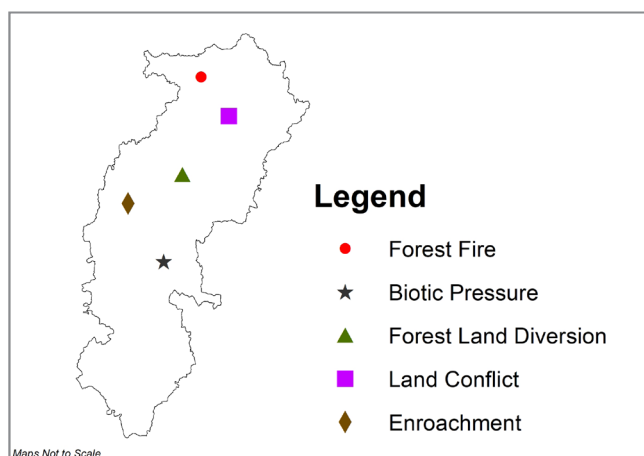 Legend
Forest Fire
Biotic Pressure
Forest Land Diversion
Land Conflict
Enroachment
Maps Not to Scale